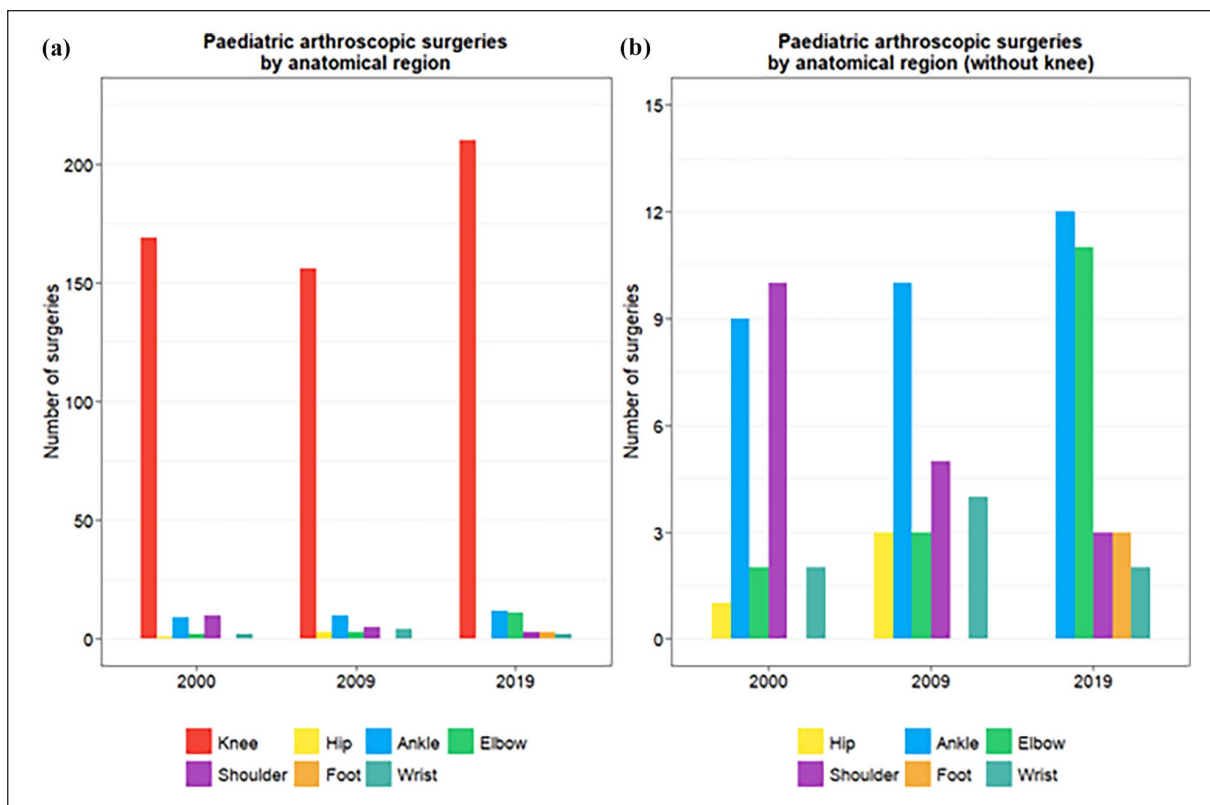 (a)
Paediatric arthroscopic surgeries
by anatomical region
Number of surgeries
200
150
100
50
0
2000 2009 2019
Knee Hip Ankle Elbow
Shoulder Foot Wrist
(b)
Paediatric arthroscopic surgeries
by anatomical region (without knee)
Number of surgeries
15
12
9
6
3
0
2000 2009 2019
Hip Ankle Elbow
Shoulder Foot Wrist